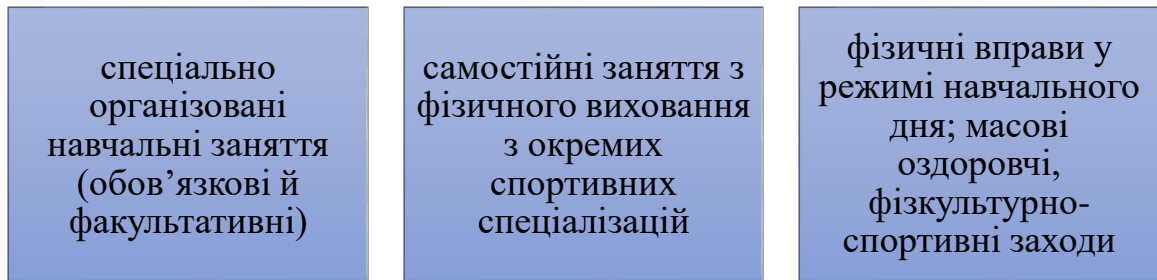 спеціально
організовані
навчальні заняття
(обов’язкові й
факультативні)
самостійні заняття з
фізичного виховання
з окремих
спортивних
спеціалізацій
фізичні вправи у
режимі навчального
дня; масові
оздоровчі,
фізкультурно-
спортивні заходи